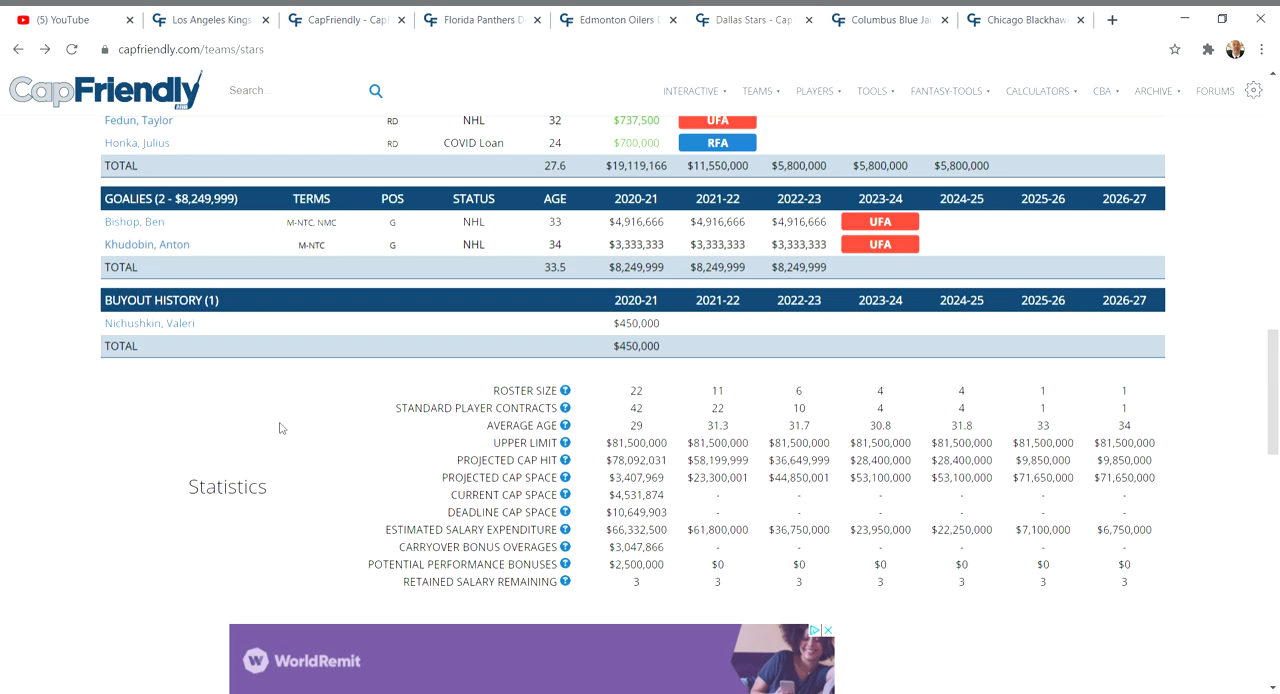 (5) YouTube Los Angeles Kings CapFriendly - Cap Florida Panthers D Edmonton Oilers Dallas Stars - Cap Columbus Blue Ja Chicago Blackhaw
capfriendly.com/teams/stars
CapFriendly Search... INTERACTIVE TEAMS PLAYERS TOOLS FANTASY-TOOLS CALCULATORS CBA ARCHIVE FORUMS
Fedun, Taylor RD NHL 32 $737,500 UFA
Honka, Julius RD COVID Loan 24 $700,000 RFA
TOTAL 27.6 $19,119,166 $11,550,000 $5,800,000 $5,800,000 $5,800,000
GOALIES (2 - $8,249,999) TERMS POS STATUS AGE 2020-21 2021-22 2022-23 2023-24 2024-25 2025-26 2026-27
Bishop, Ben M-NTC, NMC G NHL 33 $4,916,666 $4,916,666 $4,916,666 UFA
Khudobin, Anton M-NTC G NHL 34 $3,333,333 $3,333,333 $3,333,333 UFA
TOTAL 33.5 $8,249,999 $8,249,999 $8,249,999
BUYOUT HISTORY (1) 2020-21 2021-22 2022-23 2023-24 2024-25 2025-26 2026-27
Nichushkin, Valeri $450,000
TOTAL $450,000
ROSTER SIZE ? 22 11 6 4 4 1 1
STANDARD PLAYER CONTRACTS ? 42 22 10 4 4 1 1
AVERAGE AGE ? 29 31.3 31.7 30.8 31.8 33 34
UPPER LIMIT ? $81,500,000 $81,500,000 $81,500,000 $81,500,000 $81,500,000 $81,500,000 $81,500,000
PROJECTED CAP HIT ? $78,092,031 $58,199,999 $36,649,999 $28,400,000 $28,400,000 $9,850,000 $9,850,000
PROJECTED CAP SPACE ? $3,407,969 $23,300,001 $44,850,001 $53,100,000 $53,100,000 $71,650,000 $71,650,000
Statistics
CURRENT CAP SPACE ? $4,531,874 - - - - - -
DEADLINE CAP SPACE ? $10,649,903 - - - - - -
ESTIMATED SALARY EXPENDITURE ? $66,332,500 $61,800,000 $36,750,000 $23,950,000 $22,250,000 $7,100,000 $6,750,000
CARRYOVER BONUS OVERAGES ? $3,047,866 - - - - - -
POTENTIAL PERFORMANCE BONUSES ? $2,500,000 $0 $0 $0 $0 $0 $0
RETAINED SALARY REMAINING ? 3 3 3 3 3 3 3
W WorldRemit